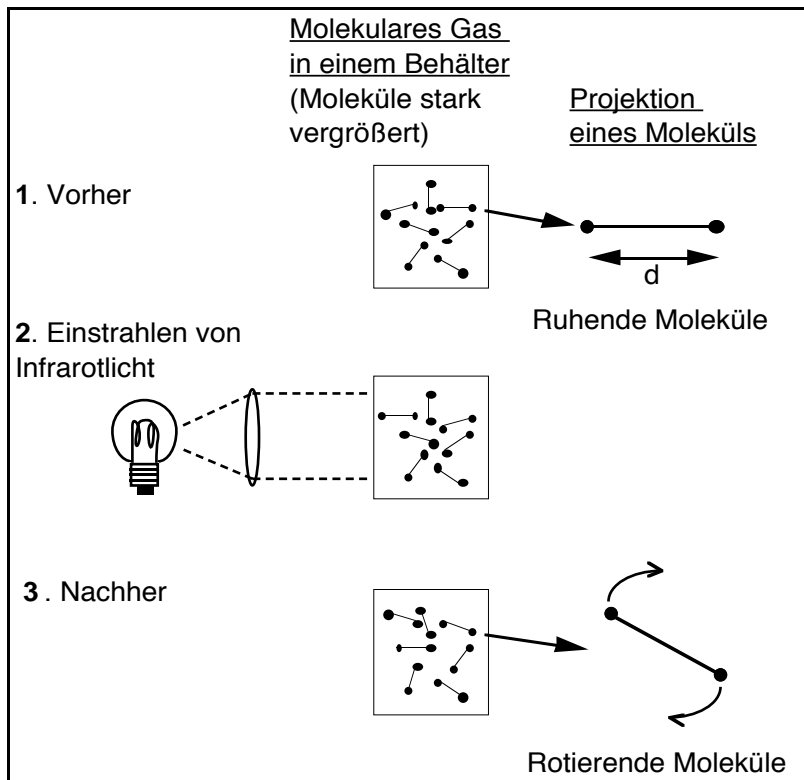 Molekulares Gas
in einem Behälter
(Moleküle stark
vergrößert)
Projektion
eines Moleküls
1. Vorher
d
Ruhende Moleküle
2. Einstrahlen von
Infrarotlicht
3 . Nachher
Rotierende Moleküle